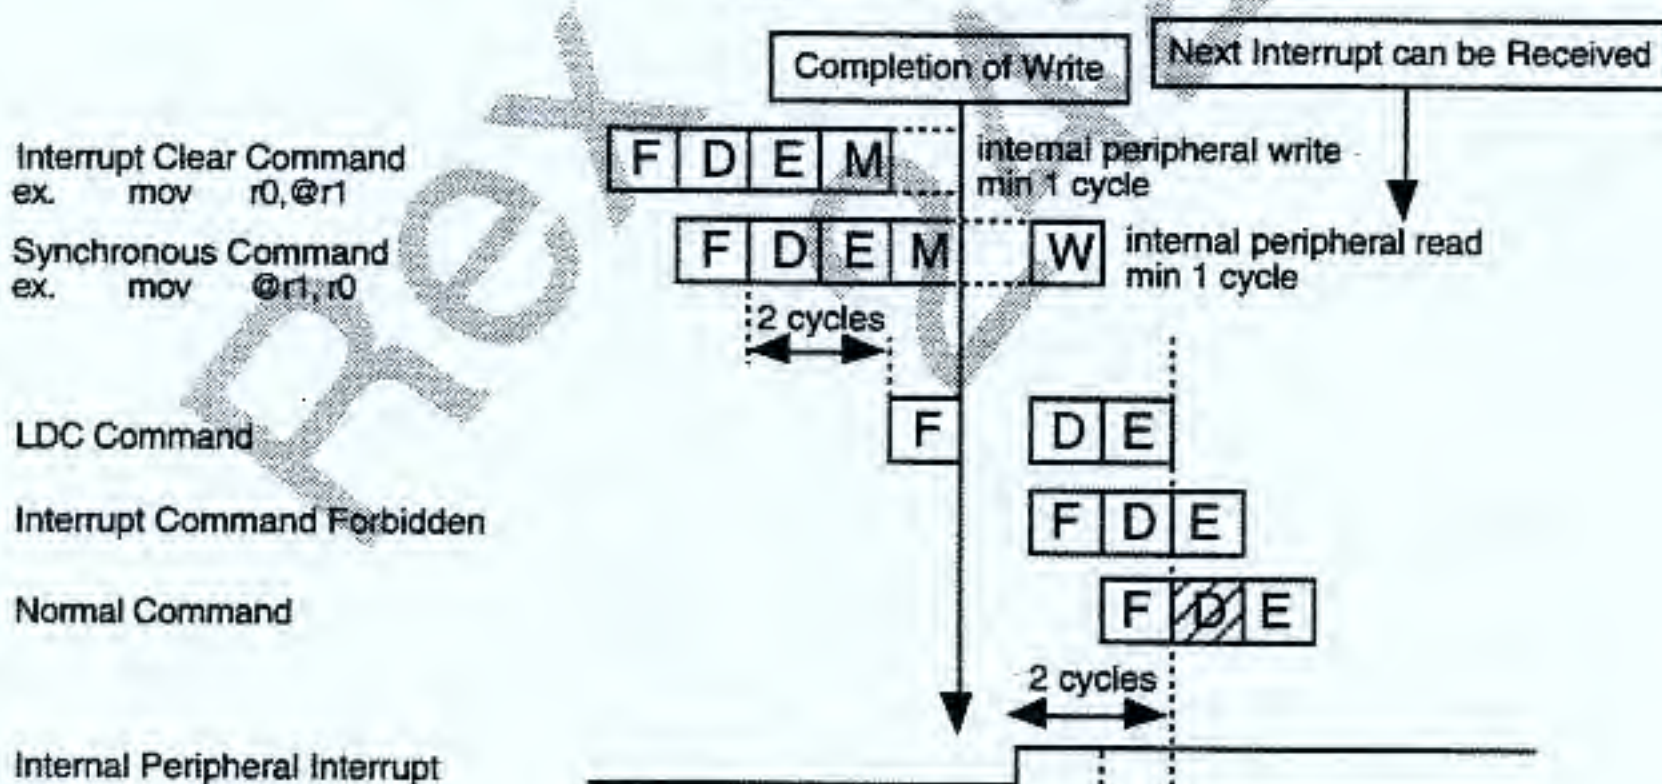 Completion of Write
Next Interrupt can be Received
Interrupt Clear Command
ex. mov r0,@r1
F D E M
internal peripheral write
min 1 cycle
Synchronous Command
ex. mov @r1, r0
F D E M W
internal peripheral read
min 1 cycle
2 cycles
LDC Command
F D E
Interrupt Command Forbidden
F D E
Normal Command
F D E
2 cycles
Internal Peripheral Interrupt
Rex